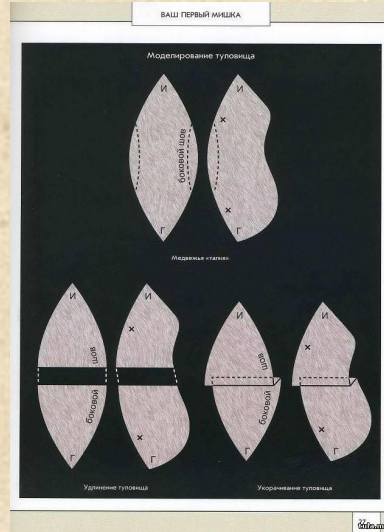 ВАШ ПЕРВЫЙ МИШКА
Моделирование туловища
И
И
боковой шов
Г
Г
Медвежья «талия»
И
И
шов
боковой
Г
Г
И
И
шов
боковой
Г
Г
Удлинение туловища
Укорачивание туловища